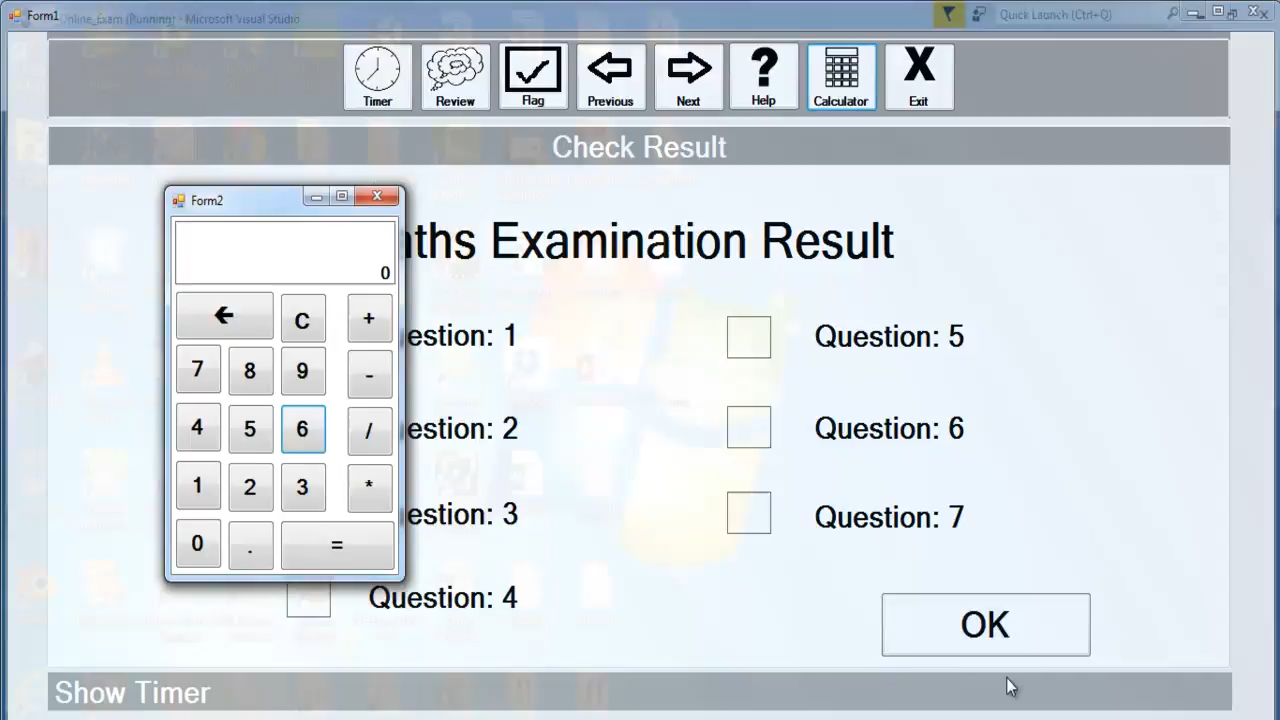 Form1 Online_Exam (Running) - Microsoft Visual Studio
Quick Launch (Ctrl+Q)
Timer
Review
Flag
Previous
?
Next
Help
Calculator
X
Exit
Check Result
Form2
aths Examination Result
0
C
+
7
8
9
-
4
5
6
/
1
2
3
*
0
.
=
estion: 1
Question: 5
estion: 2
Question: 6
estion: 3
Question: 7
Question: 4
OK
Show Timer